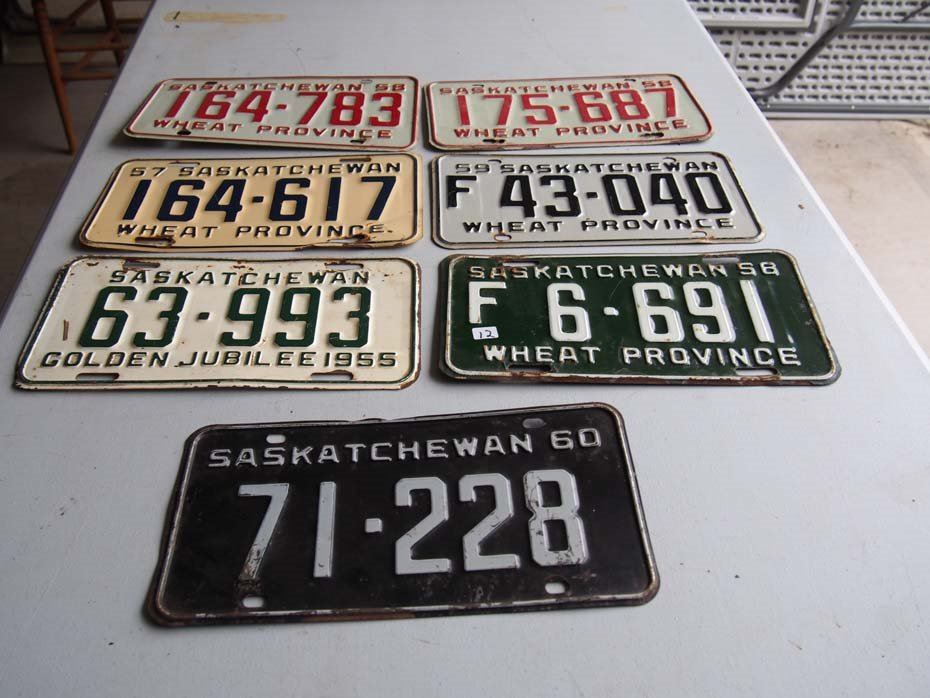 SASKATCHEWAN 58
164-783
WHEAT PROVINCE
SASKATCHEWAN 58
175-687
WHEAT PROVINCE
57 SASKATCHEWAN
164-617
WHEAT PROVINCE
59 SASKATCHEWAN
F 43-040
WHEAT PROVINCE
SASKATCHEWAN
63-993
GOLDEN JUBILEE 1955
SASKATCHEWAN 56
F 6-691
12
WHEAT PROVINCE
SASKATCHEWAN 60
71-228